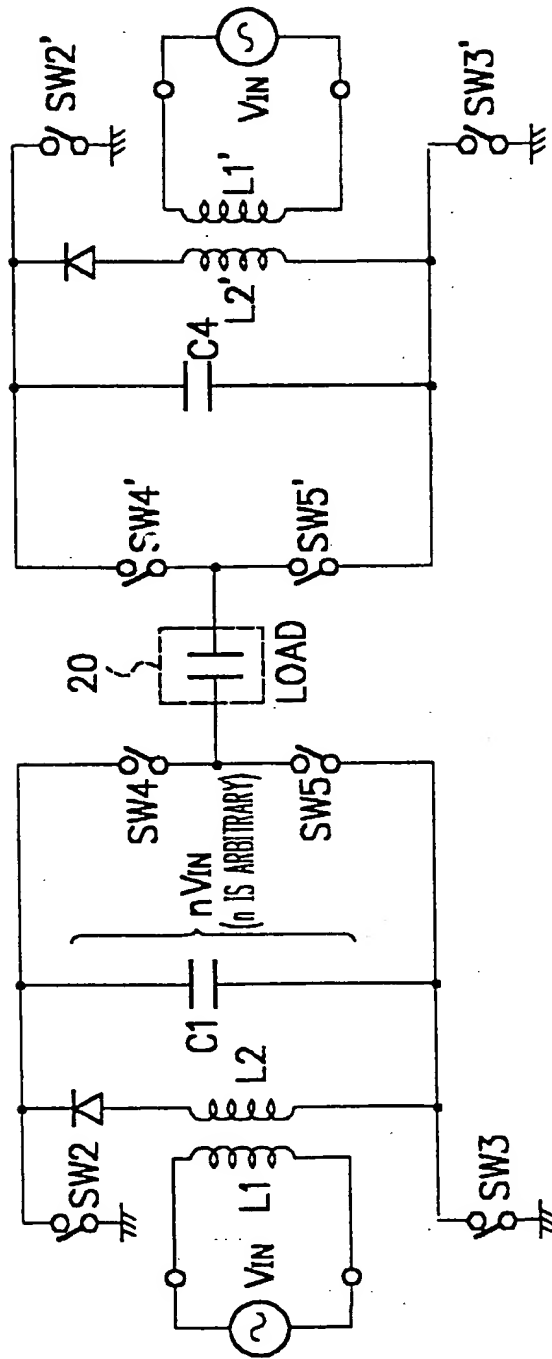 SW2
SW3
VIN
L1
L2
C1
nVIN
(n IS ARBITRARY)
SW4
SW5
20
LOAD
SW4'
SW5'
C4
L2'
L1'
VIN
SW2'
SW3'